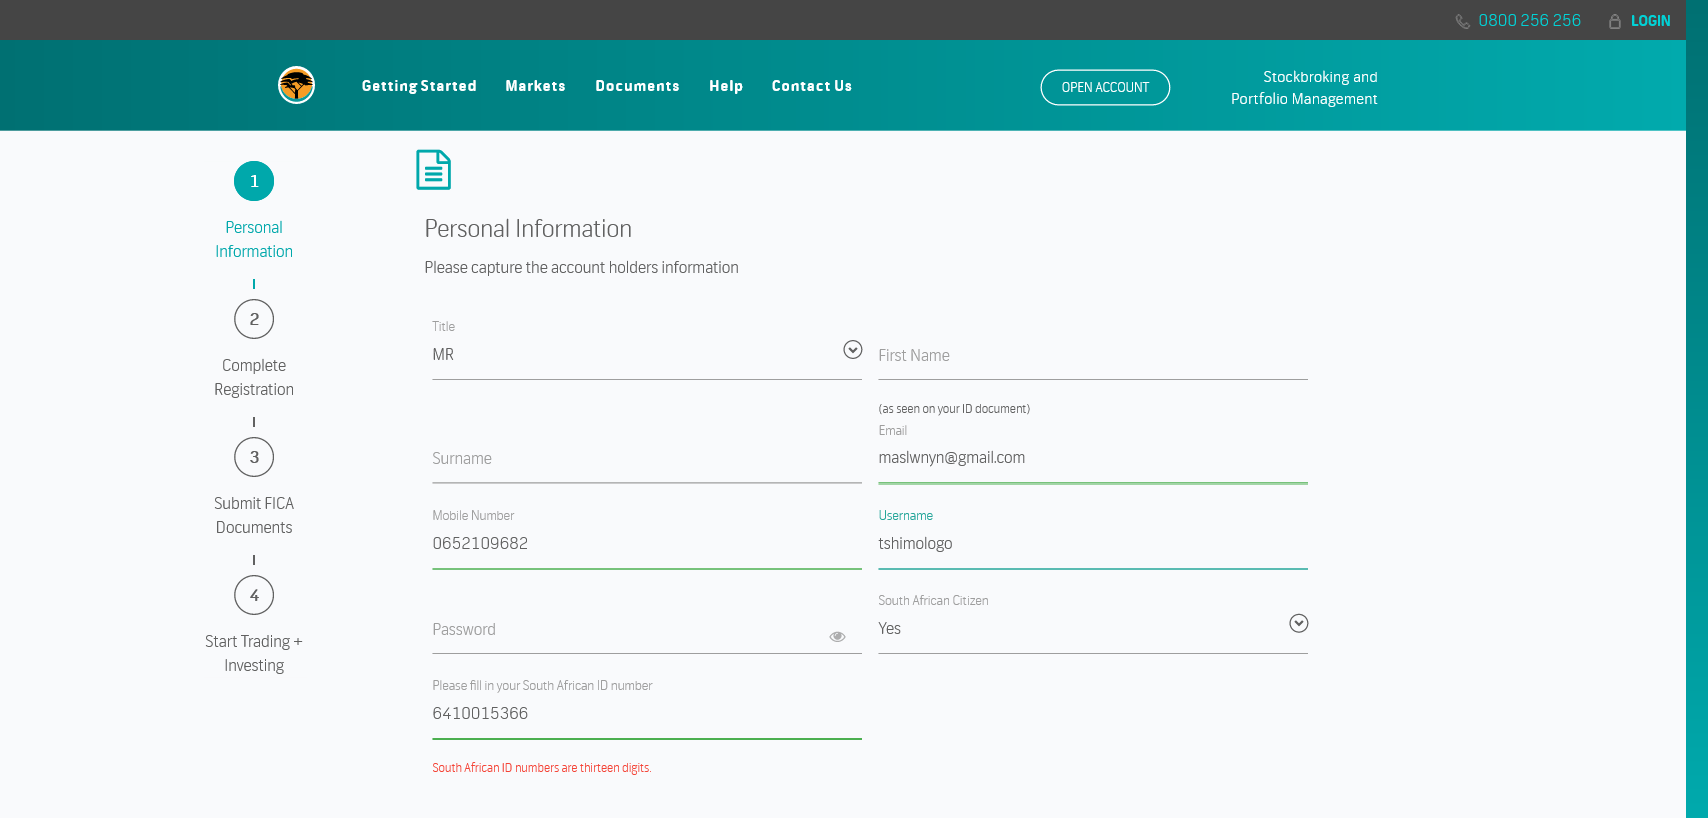 0800 256 256 LOGIN
Getting Started Markets Documents Help Contact Us OPEN ACCOUNT Stockbroking and
Portfolio Management
1
Personal
Information
2
Complete
Registration
3
Submit FICA
Documents
4
Start Trading +
Investing
Personal Information
Please capture the account holders information
Title
MR
First Name
(as seen on your ID document)
Surname
Email
maslwnyn@gmail.com
Mobile Number
0652109682
Username
tshimologo
Password
South African Citizen
Yes
Please fill in your South African ID number
6410015366
South African ID numbers are thirteen digits.